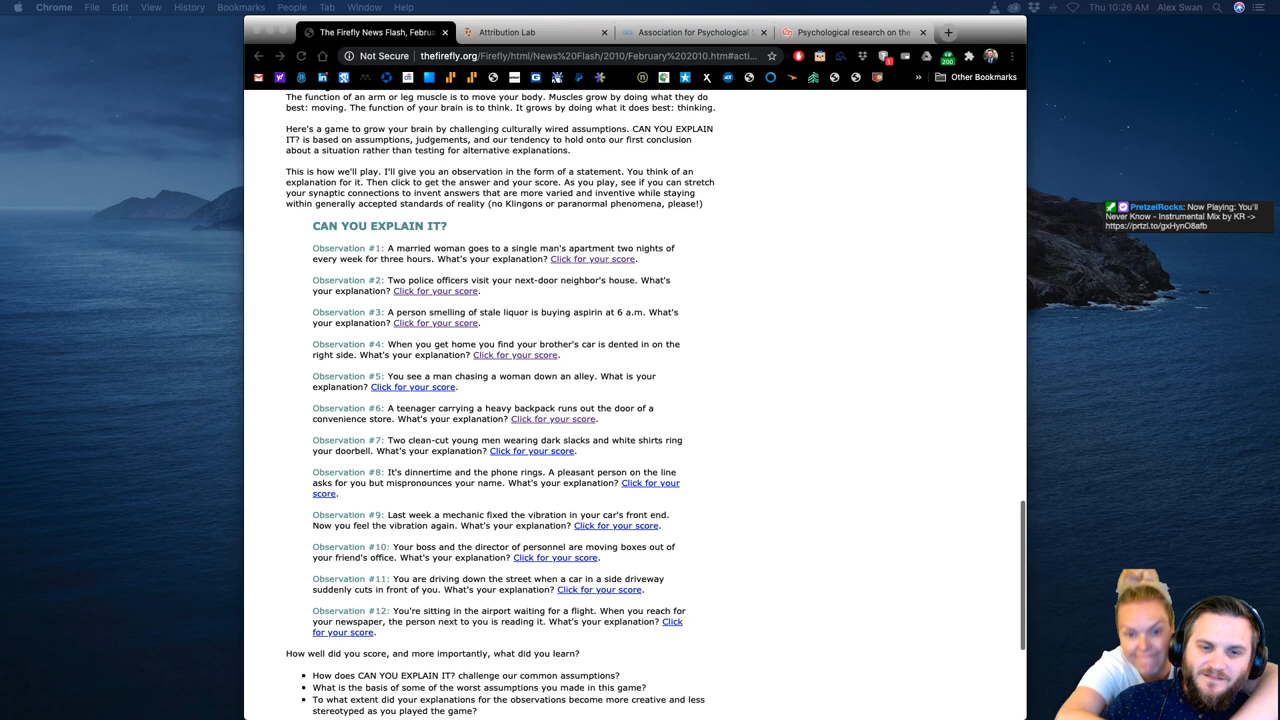 Chrome File Edit View History Bookmarks People Tab Window Help
Thu 10:26 AM Alex Swan
The Firefly News Flash, Februa
Attribution Lab
Association for Psychological
Psychological research on the
Not Secure
thefirefly.org/Firefly/html/News%20Flash/2010/February%202010.htm#acti...
200
Other Bookmarks
The function of an arm or leg muscle is to move your body. Muscles grow by doing what they do
best: moving. The function of your brain is to think. It grows by doing what it does best: thinking.
Here's a game to grow your brain by challenging culturally wired assumptions. CAN YOU EXPLAIN
IT? is based on assumptions, judgements, and our tendency to hold onto our first conclusion
about a situation rather than testing for alternative explanations.
This is how we'll play. I'll give you an observation in the form of a statement. You think of an
explanation for it. Then click to get the answer and your score. As you play, see if you can stretch
your synaptic connections to invent answers that are more varied and inventive while staying
within generally accepted standards of reality (no Klingons or paranormal phenomena, please!)
CAN YOU EXPLAIN IT?
Observation #1: A married woman goes to a single man's apartment two nights of
every week for three hours. What's your explanation? Click for your score.
Observation #2: Two police officers visit your next-door neighbor's house. What's
your explanation? Click for your score.
Observation #3: A person smelling of stale liquor is buying aspirin at 6 a.m. What's
your explanation? Click for your score.
Observation #4: When you get home you find your brother's car is dented in on the
right side. What's your explanation? Click for your score.
Observation #5: You see a man chasing a woman down an alley. What is your
explanation? Click for your score.
Observation #6: A teenager carrying a heavy backpack runs out the door of a
convenience store. What's your explanation? Click for your score.
Observation #7: Two clean-cut young men wearing dark slacks and white shirts ring
your doorbell. What's your explanation? Click for your score.
Observation #8: It's dinnertime and the phone rings. A pleasant person on the line
asks for you but mispronounces your name. What's your explanation? Click for your
score.
Observation #9: Last week a mechanic fixed the vibration in your car's front end.
Now you feel the vibration again. What's your explanation? Click for your score.
Observation #10: Your boss and the director of personnel are moving boxes out of
your friend's office. What's your explanation? Click for your score.
Observation #11: You are driving down the street when a car in a side driveway
suddenly cuts in front of you. What's your explanation? Click for your score.
Observation #12: You're sitting in the airport waiting for a flight. When you reach for
your newspaper, the person next to you is reading it. What's your explanation? Click
for your score.
How well did you score, and more importantly, what did you learn?
• How does CAN YOU EXPLAIN IT? challenge our common assumptions?
• What is the basis of some of the worst assumptions you made in this game?
• To what extent did your explanations for the observations become more creative and less
stereotyped as you played the game?
PretzelRocks: Now Playing: You'll
Never Know - Instrumental Mix by KR ->
https://prtzl.to/gxHynO8afb